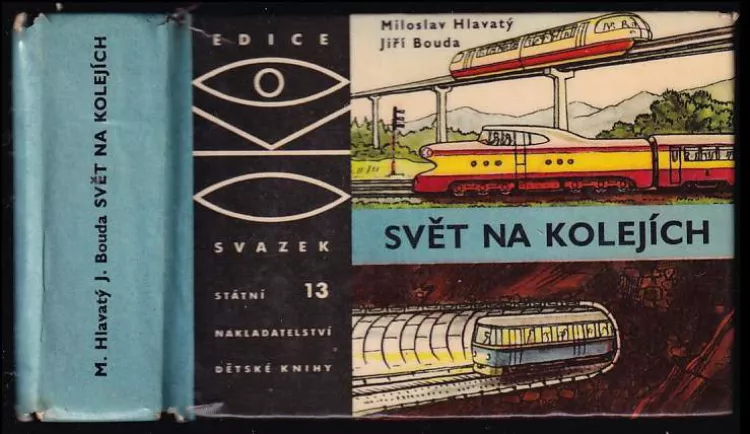 M. Hlavatý J. Bouda SVĚT NA KOLEJÍCH
EDICE
OKO
SVAZEK
STÁTNÍ 13
NAKLADATELSTVÍ
DĚTSKÉ KNIHY
Miloslav Hlavatý
Jiří Bouda
SVĚT NA KOLEJÍCH